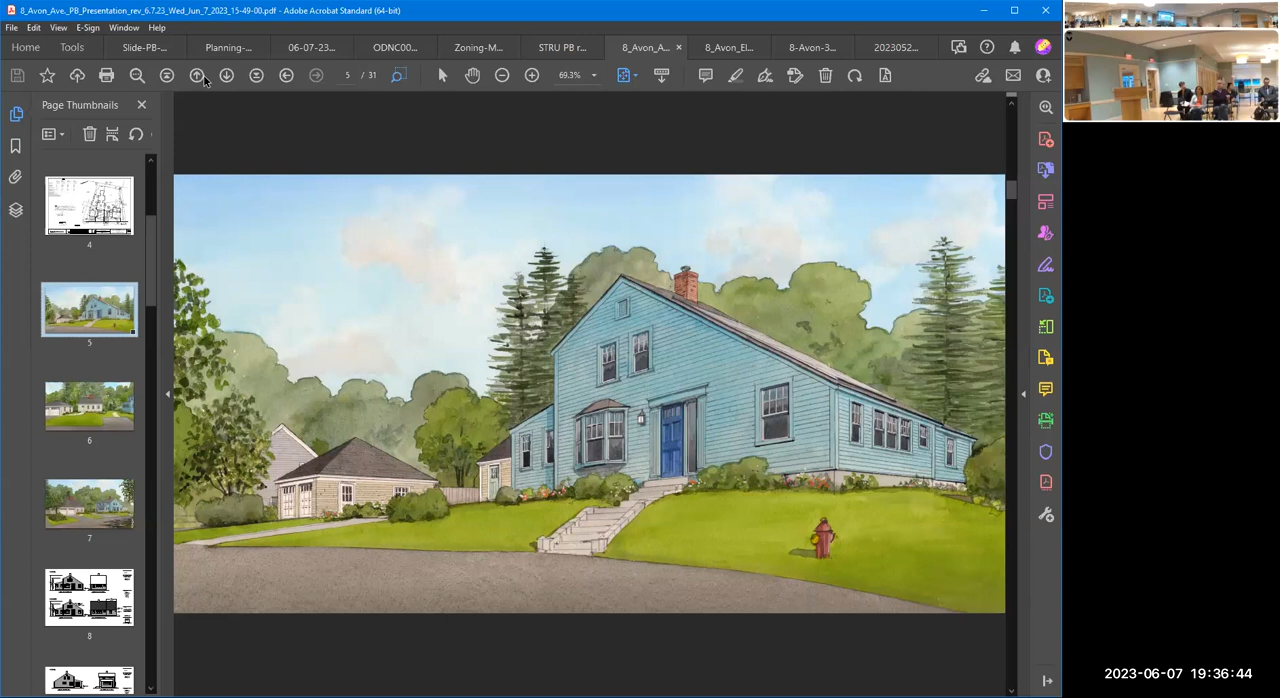 8_Avon_Ave._PB_Presentation_rev_6.7.23_Wed_Jun_7_2023_15-49-00.pdf - Adobe Acrobat Standard (64-bit)
File Edit View E-Sign Window Help
Home Tools Slide-PB-... Planning-... 06-07-23... ODNC00... Zoning-M... STRU PB r... 8_Avon_A... 8_Avon_El... 8-Avon-3... 2023052...
5 / 31 69.3%
Page Thumbnails
4
5
6
7
8
2023-06-07 19:36:44